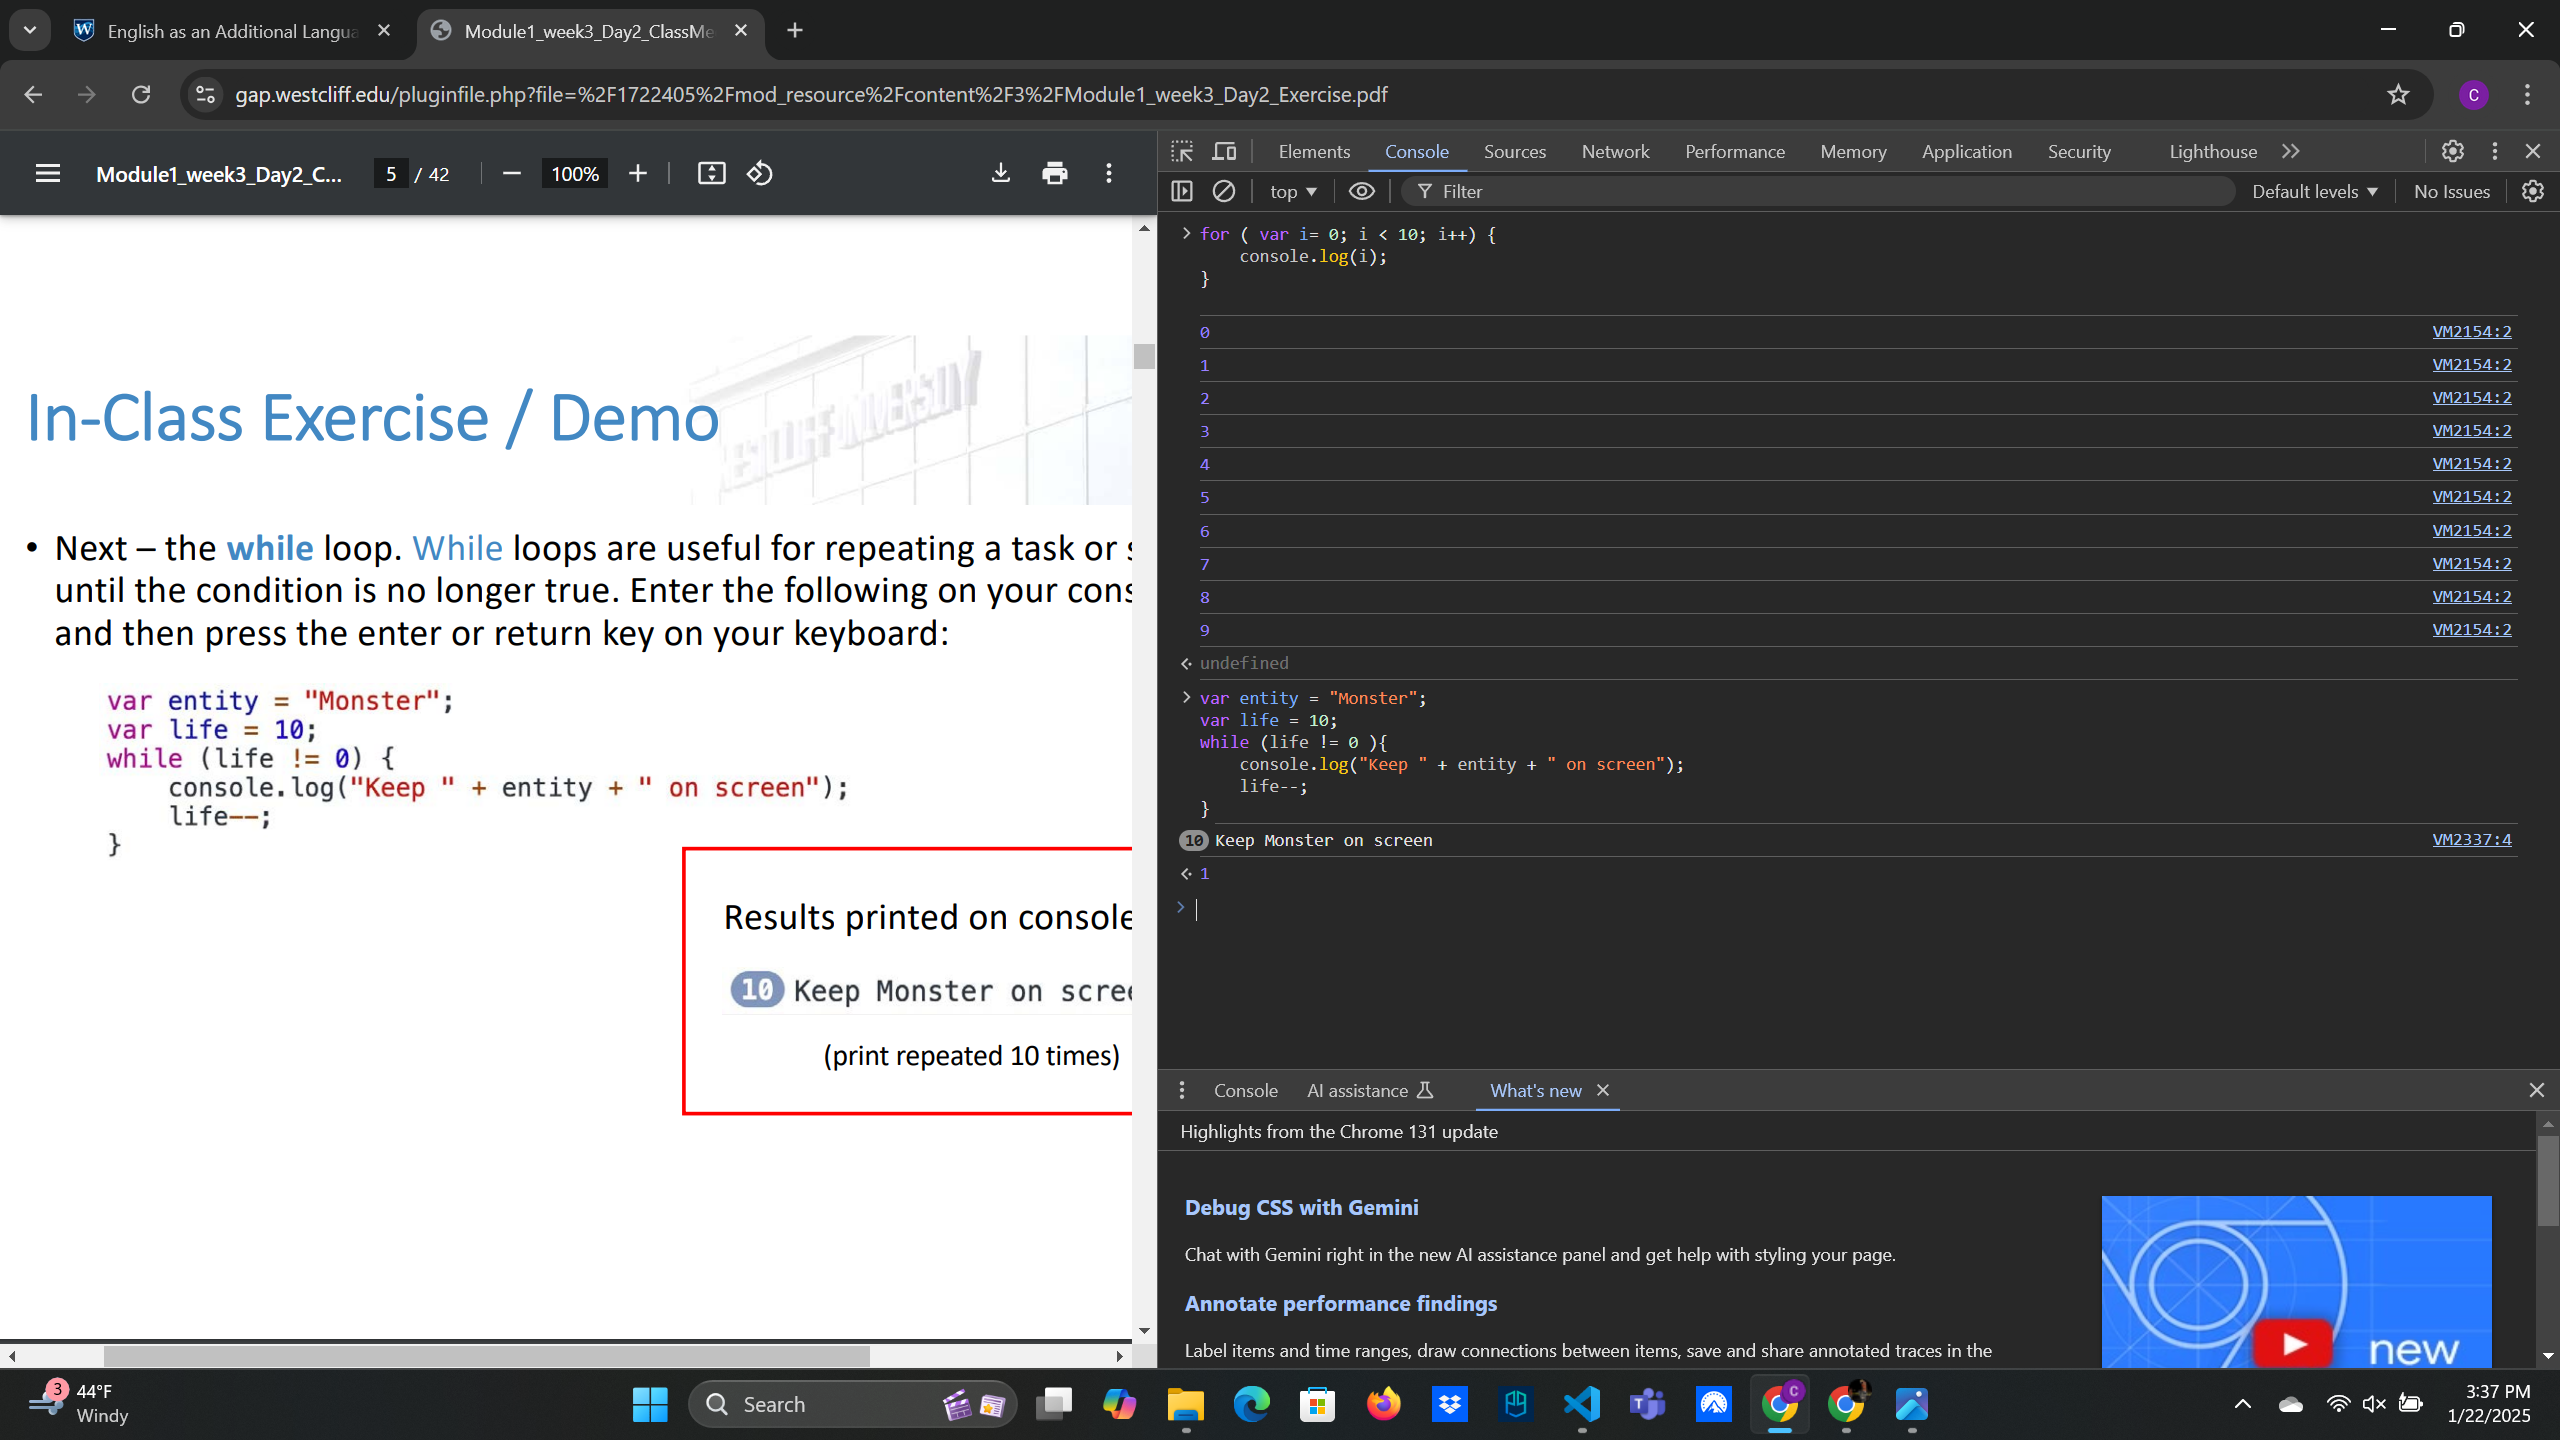 English as an Additional Langua
Module1_week3_Day2_ClassMe
gap.westcliff.edu/pluginfile.php?file=%2F1722405%2Fmod_resource%2Fcontent%2F3%2FModule1_week3_Day2_Exercise.pdf
C
Module1_week3_Day2_C... 5 / 42 100%
In-Class Exercise / Demo
• Next – the while loop. While loops are useful for repeating a task or
until the condition is no longer true. Enter the following on your cons
and then press the enter or return key on your keyboard:
var entity = "Monster";
var life = 10;
while (life != 0) {
console.log("Keep " + entity + " on screen");
life--;
}
Results printed on console
10 Keep Monster on scree
(print repeated 10 times)
Elements Console Sources Network Performance Memory Application Security Lighthouse
top Filter Default levels No Issues
for ( var i= 0; i < 10; i++) {
console.log(i);
}
0 VM2154:2
1 VM2154:2
2 VM2154:2
3 VM2154:2
4 VM2154:2
5 VM2154:2
6 VM2154:2
7 VM2154:2
8 VM2154:2
9 VM2154:2
undefined
var entity = "Monster";
var life = 10;
while (life != 0 ){
console.log("Keep " + entity + " on screen");
life--;
}
10 Keep Monster on screen VM2337:4
1
Console AI assistance What's new
Highlights from the Chrome 131 update
Debug CSS with Gemini
Chat with Gemini right in the new AI assistance panel and get help with styling your page.
Annotate performance findings
Label items and time ranges, draw connections between items, save and share annotated traces in the
new
3
44°F
Windy
Search
C
3:37 PM
1/22/2025